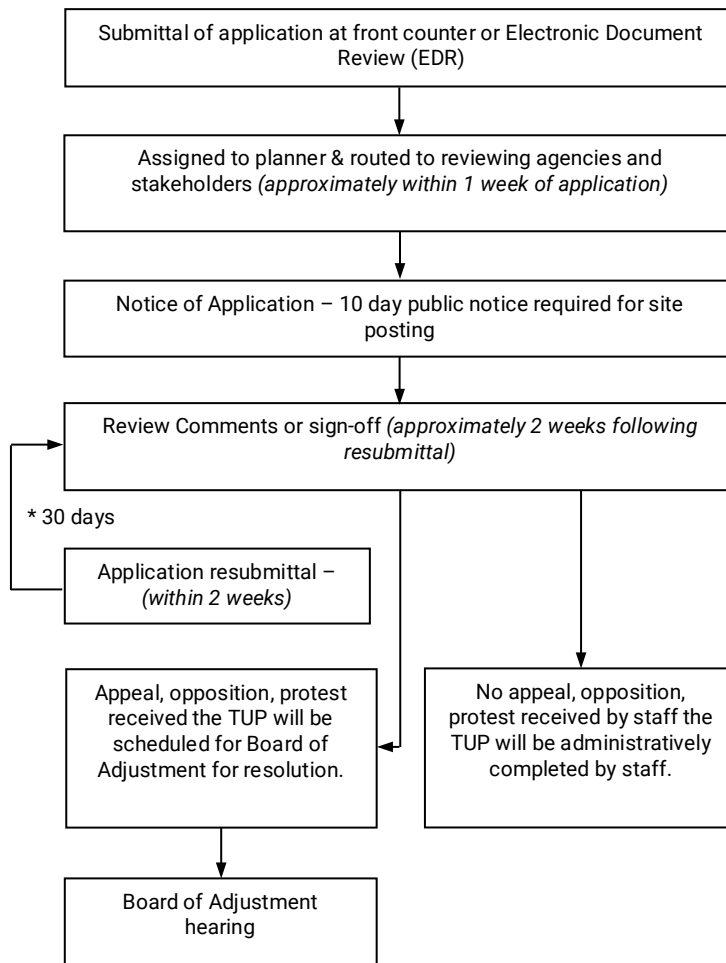 Submittal of application at front counter or Electronic Document
Review (EDR)
Assigned to planner & routed to reviewing agencies and
stakeholders (approximately within 1 week of application)
Notice of Application – 10 day public notice required for site
posting
Review Comments or sign-off (approximately 2 weeks following
resubmittal)
* 30 days
Application resubmittal –
(within 2 weeks)
Appeal, opposition, protest
received the TUP will be
scheduled for Board of
Adjustment for resolution.
No appeal, opposition,
protest received by staff the
TUP will be administratively
completed by staff.
Board of Adjustment
hearing